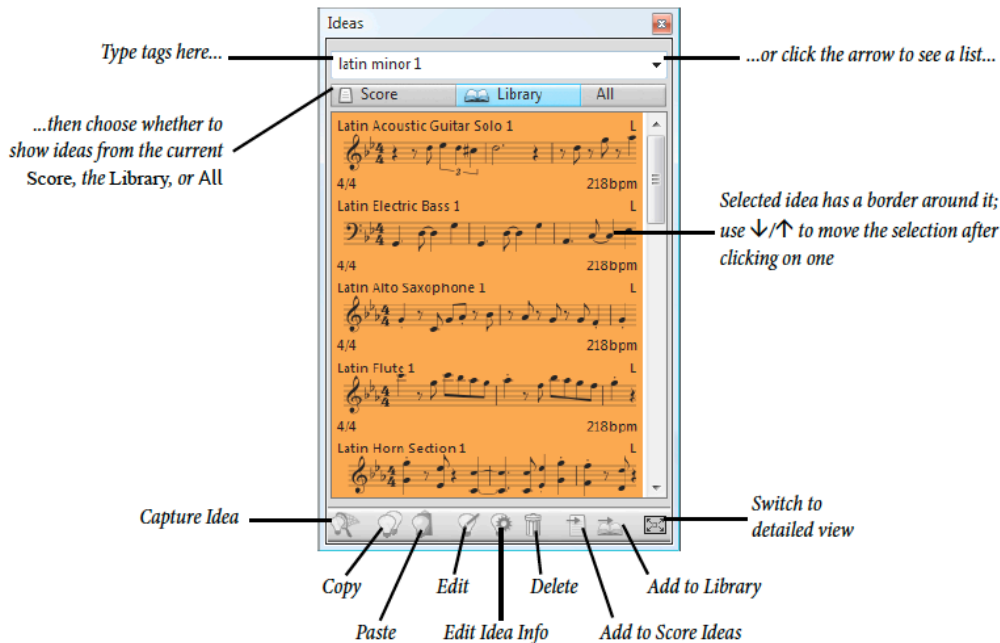 Ideas
Type tags here...
latin minor 1
...or click the arrow to see a list...
Score
Library
All
...then choose whether to
show ideas from the current
Score, the Library, or All
Latin Acoustic Guitar Solo 1 L
4/4 218bpm
Latin Electric Bass 1 L
4/4 218bpm
Latin Alto Saxophone 1 L
4/4 218bpm
Latin Flute 1 L
4/4 218bpm
Latin Horn Section 1 L
Selected idea has a border around it;
use ↓/↑ to move the selection after
clicking on one
Capture Idea
Switch to
detailed view
Copy
Edit
Delete
Add to Library
Paste
Edit Idea Info
Add to Score Ideas